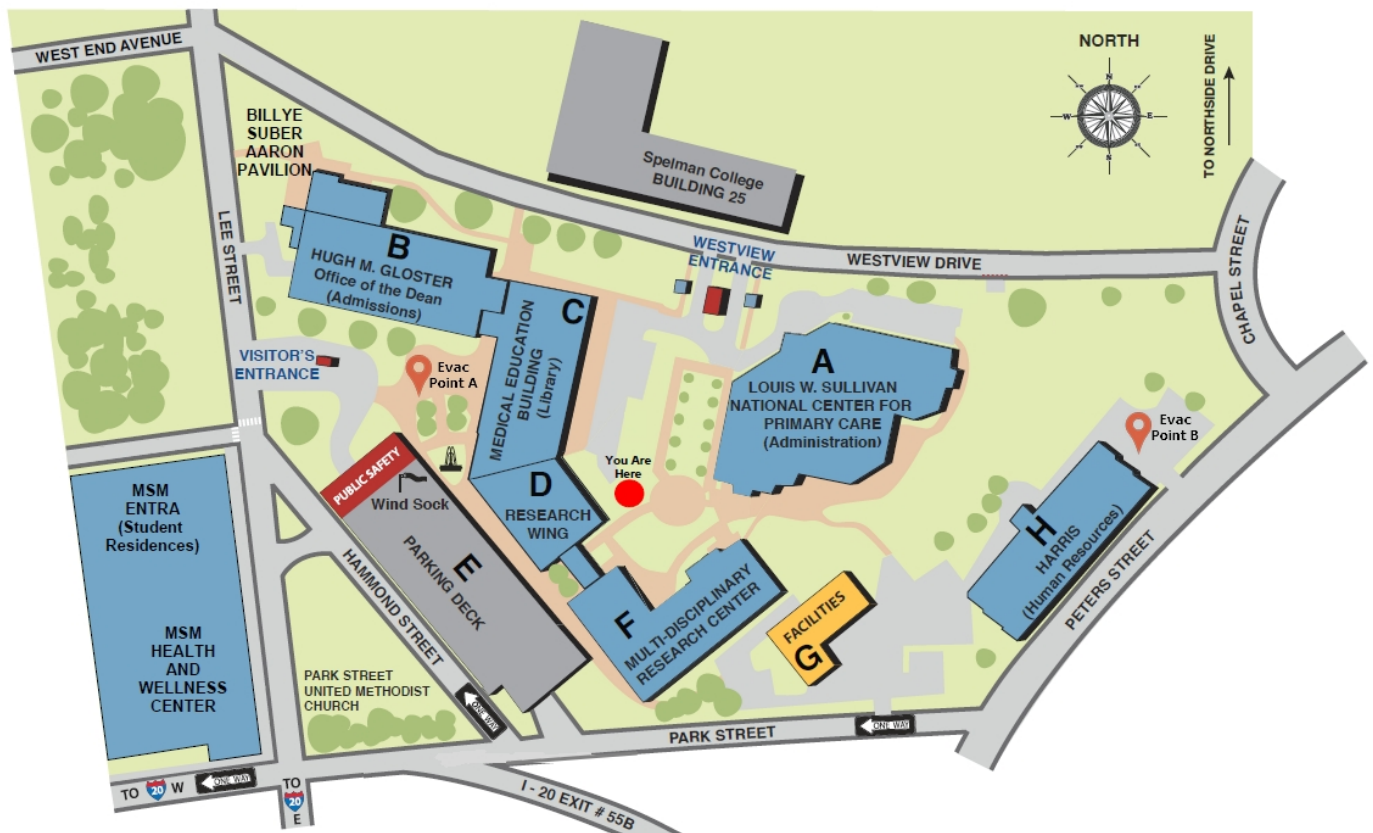 WEST END AVENUE
NORTH
N
W
E
S
TO NORTHSIDE DRIVE
BILLYE
SUBER
AARON
PAVILION
Spelman College
BUILDING 25
LEE STREET
B
HUGH M. GLOSTER
Office of the Dean
(Admissions)
WESTVIEW
ENTRANCE
WESTVIEW DRIVE
CHAPEL STREET
C
MEDICAL EDUCATION
BUILDING
(Library)
VISITOR'S
ENTRANCE
Evac
Point A
A
LOUIS W. SULLIVAN
NATIONAL CENTER FOR
PRIMARY CARE
(Administration)
Evac
Point B
You Are
Here
PUBLIC SAFETY
Wind Sock
D
RESEARCH
WING
MSM
ENTRA
(Student
Residences)
E
PARKING DECK
HAMMOND STREET
H
HARRIS
(Human Resources)
PETERS STREET
F
MULTI-DISCIPLINARY
RESEARCH CENTER
FACILITIES
G
MSM
HEALTH
AND
WELLNESS
CENTER
PARK STREET
UNITED METHODIST
CHURCH
ONE WAY
PARK STREET
ONE WAY
TO 20 W
ONE WAY
TO
20
E
I - 20 EXIT # 55B